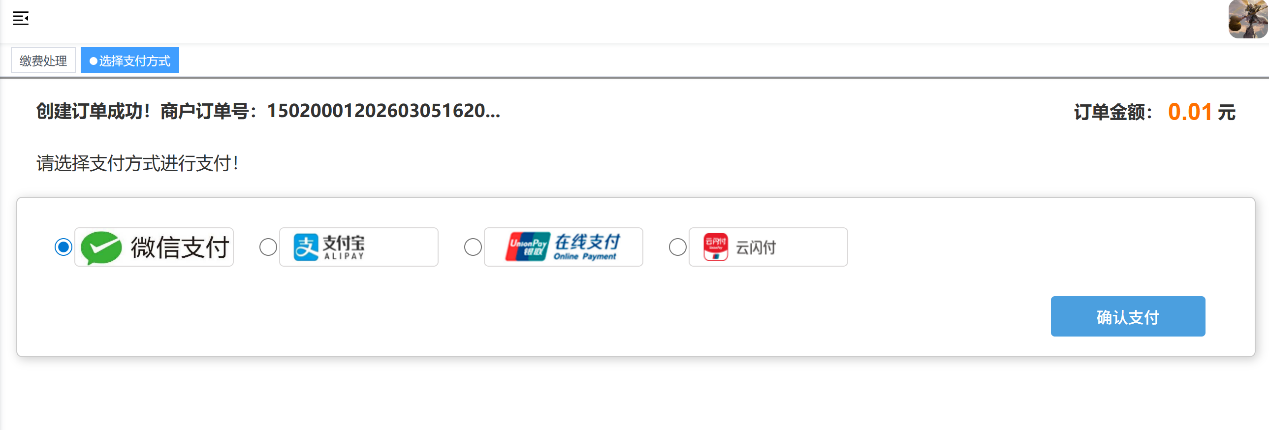 缴费处理 选择支付方式
创建订单成功！商户订单号：15020001202603051620... 订单金额： 0.01 元
请选择支付方式进行支付！
微信支付 支付宝 ALIPAY UnionPay 银联 在线支付 Online Payment 云闪付 云闪付
确认支付